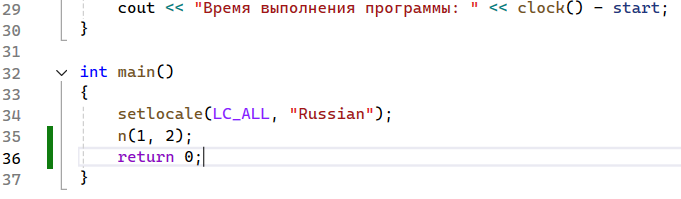 29 cout << "Время выполнения программы: " << clock() - start;
30 }
31
32 int main()
33 {
34 setlocale(LC_ALL, "Russian");
35 n(1, 2);
36 return 0;
37 }